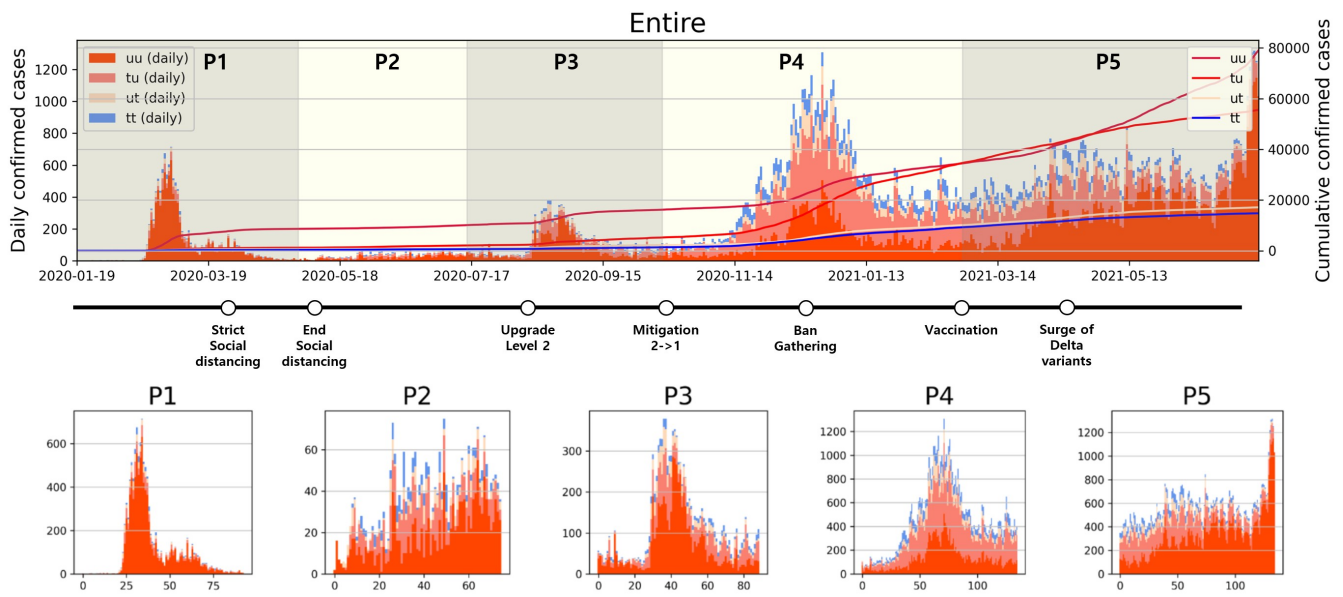 Entire
Daily confirmed cases
Cumulative confirmed cases
uu (daily)
tu (daily)
ut (daily)
tt (daily)
P1 P2 P3 P4 P5
uu
tu
ut
tt
1200
1000
800
600
400
200
0
80000
60000
40000
20000
0
2020-01-19 2020-03-19 2020-05-18 2020-07-17 2020-09-15 2020-11-14 2021-01-13 2021-03-14 2021-05-13
Strict
Social
distancing
End
Social
distancing
Upgrade
Level 2
Mitigation
2->1
Ban
Gathering
Vaccination
Surge of
Delta
variants
P1
600
400
200
0
0 25 50 75
P2
60
40
20
0
0 20 40 60
P3
300
200
100
0
0 20 40 60 80
P4
1200
1000
800
600
400
200
0
0 50 100
P5
1200
1000
800
600
400
200
0
0 50 100